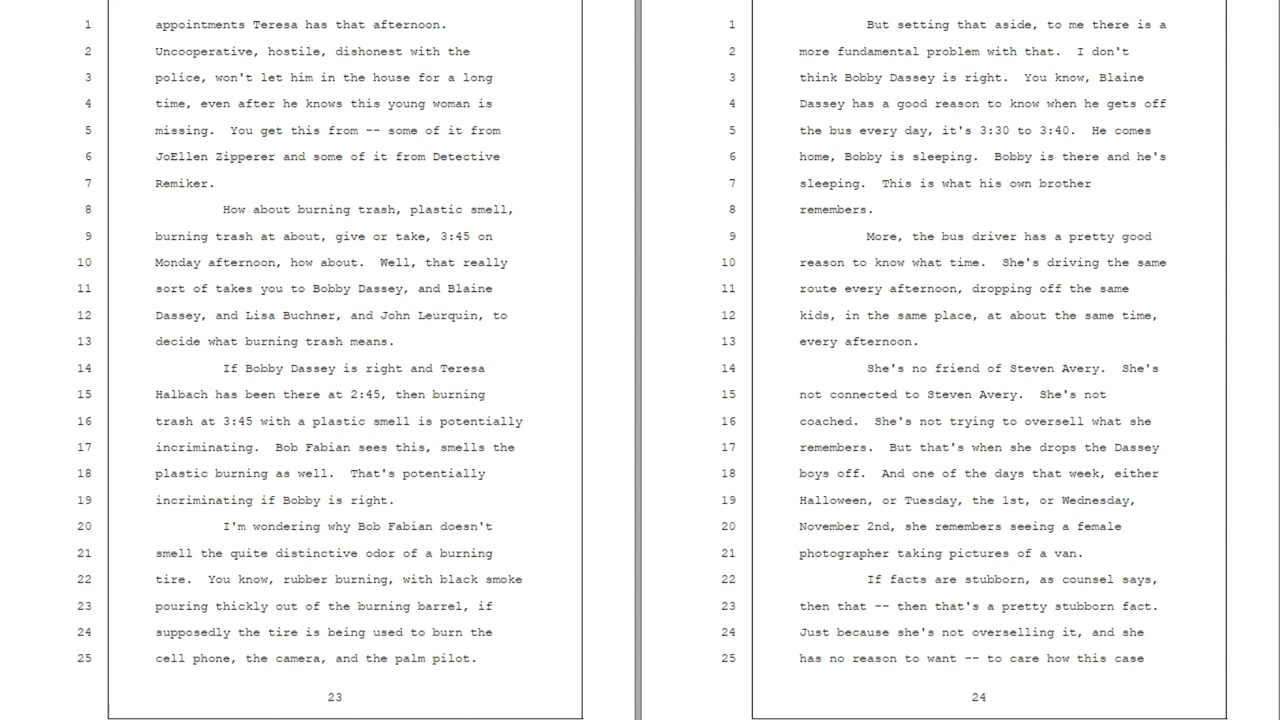 1 appointments Teresa has that afternoon.
2 Uncooperative, hostile, dishonest with the
3 police, won't let him in the house for a long
4 time, even after he knows this young woman is
5 missing. You get this from -- some of it from
6 JoEllen Zipperer and some of it from Detective
7 Remiker.
8 How about burning trash, plastic smell,
9 burning trash at about, give or take, 3:45 on
10 Monday afternoon, how about. Well, that really
11 sort of takes you to Bobby Dassey, and Blaine
12 Dassey, and Lisa Buchner, and John Leurquin, to
13 decide what burning trash means.
14 If Bobby Dassey is right and Teresa
15 Halbach has been there at 2:45, then burning
16 trash at 3:45 with a plastic smell is potentially
17 incriminating. Bob Fabian sees this, smells the
18 plastic burning as well. That's potentially
19 incriminating if Bobby is right.
20 I'm wondering why Bob Fabian doesn't
21 smell the quite distinctive odor of a burning
22 tire. You know, rubber burning, with black smoke
23 pouring thickly out of the burning barrel, if
24 supposedly the tire is being used to burn the
25 cell phone, the camera, and the palm pilot.
23
1 But setting that aside, to me there is a
2 more fundamental problem with that. I don't
3 think Bobby Dassey is right. You know, Blaine
4 Dassey has a good reason to know when he gets off
5 the bus every day, it's 3:30 to 3:40. He comes
6 home, Bobby is sleeping. Bobby is there and he's
7 sleeping. This is what his own brother
8 remembers.
9 More, the bus driver has a pretty good
10 reason to know what time. She's driving the same
11 route every afternoon, dropping off the same
12 kids, in the same place, at about the same time,
13 every afternoon.
14 She's no friend of Steven Avery. She's
15 not connected to Steven Avery. She's not
16 coached. She's not trying to oversell what she
17 remembers. But that's when she drops the Dassey
18 boys off. And one of the days that week, either
19 Halloween, or Tuesday, the 1st, or Wednesday,
20 November 2nd, she remembers seeing a female
21 photographer taking pictures of a van.
22 If facts are stubborn, as counsel says,
23 then that -- then that's a pretty stubborn fact.
24 Just because she's not overselling it, and she
25 has no reason to want -- to care how this case
24